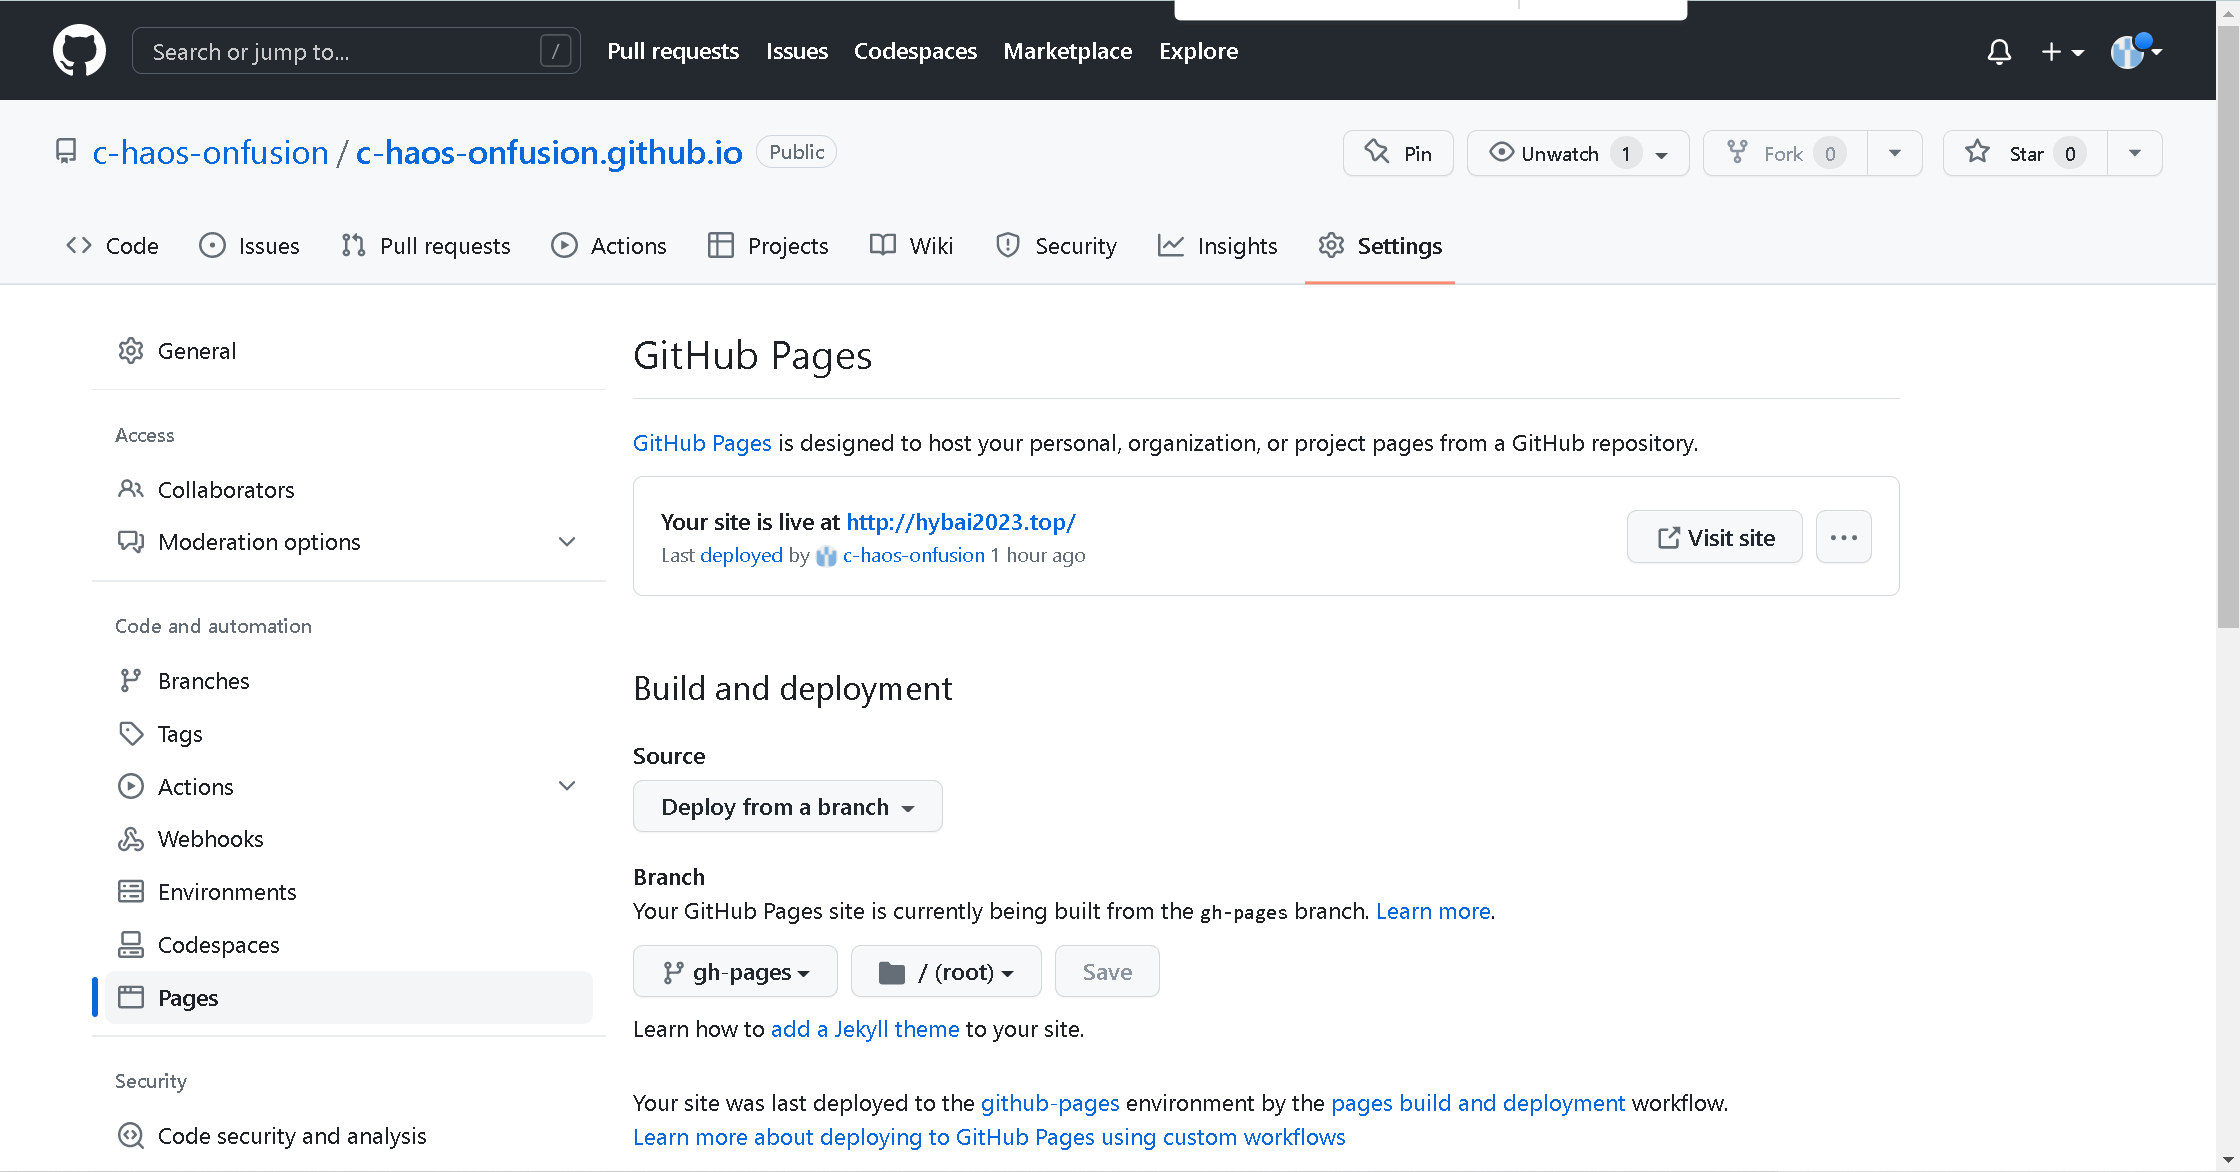 Search or jump to... /
Pull requests Issues Codespaces Marketplace Explore
c-haos-onfusion / c-haos-onfusion.github.io Public
Pin Unwatch 1 Fork 0 Star 0
Code Issues Pull requests Actions Projects Wiki Security Insights Settings
General
Access
Collaborators
Moderation options
Code and automation
Branches
Tags
Actions
Webhooks
Environments
Codespaces
Pages
Security
Code security and analysis
GitHub Pages
GitHub Pages is designed to host your personal, organization, or project pages from a GitHub repository.
Your site is live at http://hybai2023.top/
Last deployed by c-haos-onfusion 1 hour ago
Visit site
Build and deployment
Source
Deploy from a branch
Branch
Your GitHub Pages site is currently being built from the gh-pages branch. Learn more.
gh-pages / (root) Save
Learn how to add a Jekyll theme to your site.
Your site was last deployed to the github-pages environment by the pages build and deployment workflow.
Learn more about deploying to GitHub Pages using custom workflows